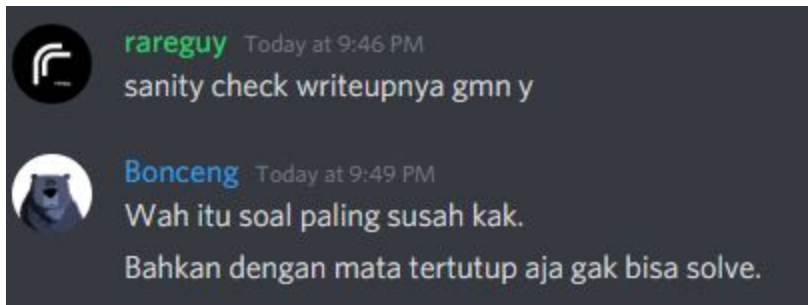 rareguy Today at 9:46 PM
sanity check writeupnya gmn y
Bonceng Today at 9:49 PM
Wah itu soal paling susah kak.
Bahkan dengan mata tertutup aja gak bisa solve.